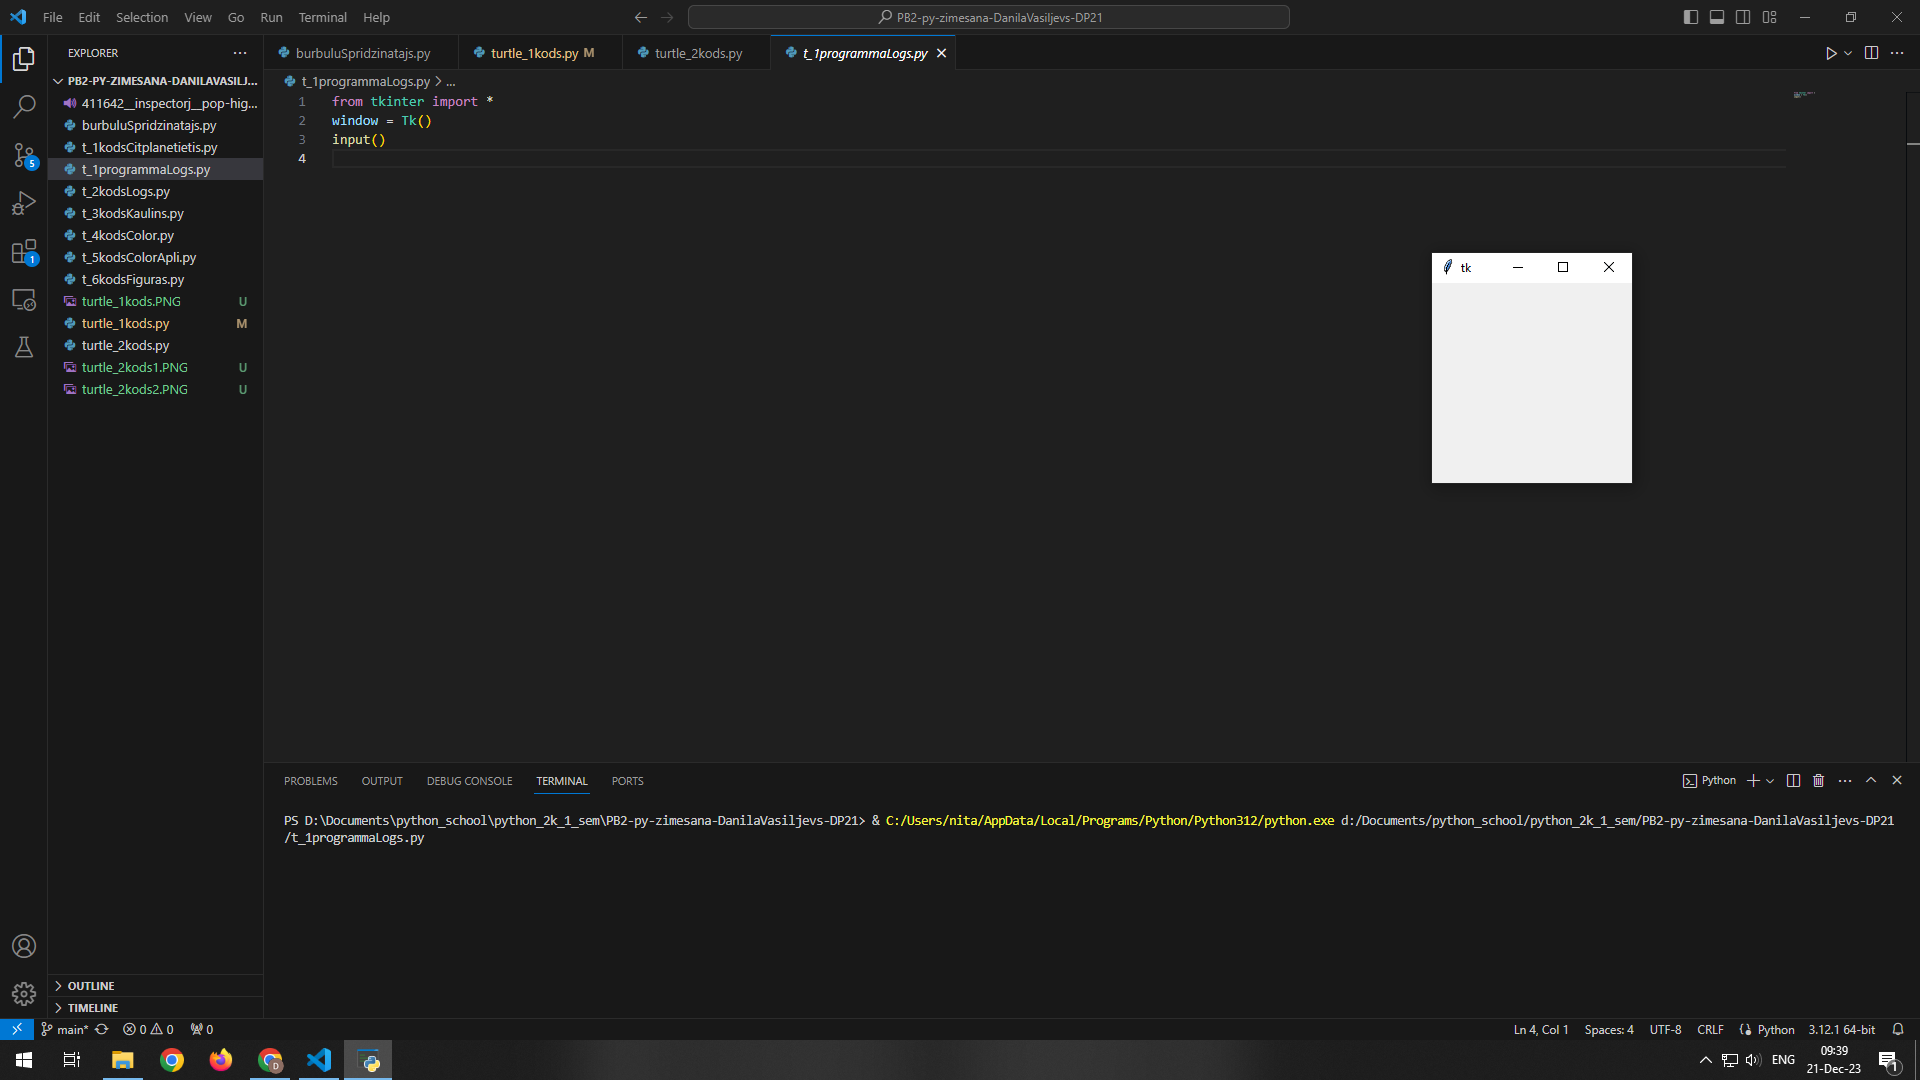 File Edit Selection View Go Run Terminal Help
PB2-py-zimesana-DanilaVasiljevs-DP21
EXPLORER
burbuluSpridzinatajs.py
turtle_1kods.py M
turtle_2kods.py
t_1programmaLogs.py
PB2-PY-ZIMESANA-DANILAVASILJ...
411642__inspectorj__pop-hig...
burbuluSpridzinatajs.py
t_1kodsCitplanetietis.py
t_1programmaLogs.py
t_2kodsLogs.py
t_3kodsKaulins.py
t_4kodsColor.py
t_5kodsColorApli.py
t_6kodsFiguras.py
turtle_1kods.PNG U
turtle_1kods.py M
turtle_2kods.py
turtle_2kods1.PNG U
turtle_2kods2.PNG U
5
1
OUTLINE
TIMELINE
t_1programmaLogs.py > ...
1 from tkinter import *
2 window = Tk()
3 input()
4
tk
PROBLEMS OUTPUT DEBUG CONSOLE TERMINAL PORTS
Python
PS D:\Documents\python_school\python_2k_1_sem\PB2-py-zimesana-DanilaVasiljevs-DP21> & C:/Users/nita/AppData/Local/Programs/Python/Python312/python.exe d:/Documents/python_school/python_2k_1_sem/PB2-py-zimesana-DanilaVasiljevs-DP21
/t_1programmaLogs.py
main* 0 0 0
Ln 4, Col 1 Spaces: 4 UTF-8 CRLF Python 3.12.1 64-bit
D
ENG
09:39
21-Dec-23
1